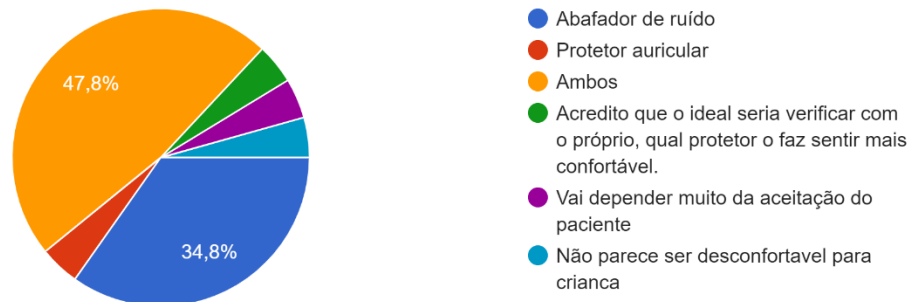 47,8%
34,8%
Abafador de ruído
Protetor auricular
Ambos
Acredito que o ideal seria verificar com
o próprio, qual protetor o faz sentir mais
confortável.
Vai depender muito da aceitação do
paciente
Não parece ser desconfortavel para
crianca